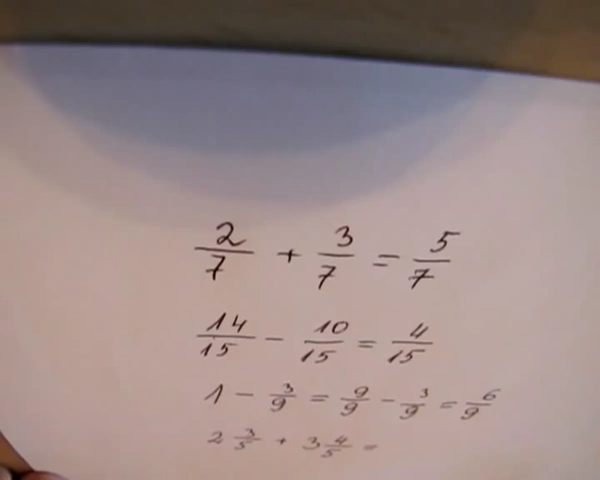 2/7 + 3/7 = 5/7
14/15 - 10/15 = 4/15
1 - 3/9 = 9/9 - 3/9 = 6/9
2 3/5 + 3 4/5 =